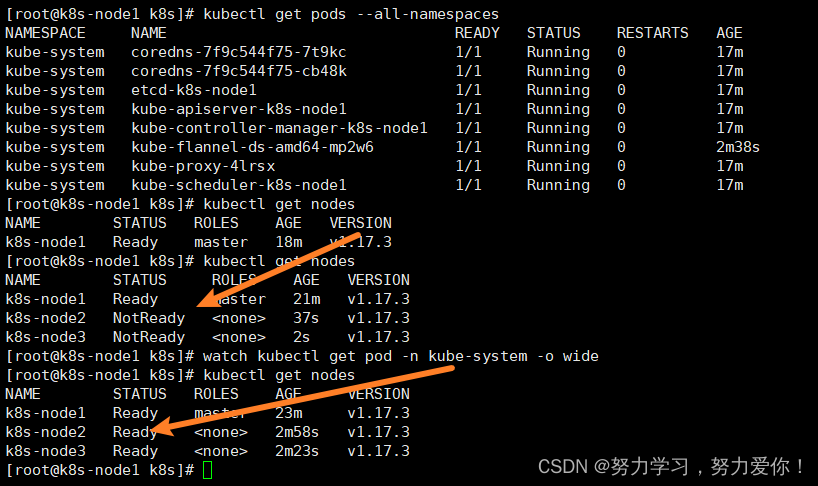 [root@k8s-node1 k8s]# kubectl get pods --all-namespaces
NAMESPACE     NAME                                READY   STATUS    RESTARTS   AGE
kube-system   coredns-7f9c544f75-7t9kc            1/1     Running   0          17m
kube-system   coredns-7f9c544f75-cb48k            1/1     Running   0          17m
kube-system   etcd-k8s-node1                      1/1     Running   0          17m
kube-system   kube-apiserver-k8s-node1            1/1     Running   0          17m
kube-system   kube-controller-manager-k8s-node1   1/1     Running   0          17m
kube-system   kube-flannel-ds-amd64-mp2w6         1/1     Running   0          2m38s
kube-system   kube-proxy-4lrsx                    1/1     Running   0          17m
kube-system   kube-scheduler-k8s-node1            1/1     Running   0          17m
[root@k8s-node1 k8s]# kubectl get nodes
NAME        STATUS   ROLES    AGE   VERSION
k8s-node1   Ready    master   18m   v1.17.3
[root@k8s-node1 k8s]# kubectl get nodes
NAME        STATUS     ROLES    AGE   VERSION
k8s-node1   Ready      master   21m   v1.17.3
k8s-node2   NotReady   <none>   37s   v1.17.3
k8s-node3   NotReady   <none>   2s    v1.17.3
[root@k8s-node1 k8s]# watch kubectl get pod -n kube-system -o wide
[root@k8s-node1 k8s]# kubectl get nodes
NAME        STATUS   ROLES    AGE     VERSION
k8s-node1   Ready    master   23m     v1.17.3
k8s-node2   Ready    <none>   2m58s   v1.17.3
k8s-node3   Ready    <none>   2m23s   v1.17.3
[root@k8s-node1 k8s]#
CSDN @努力学习，努力爱你！